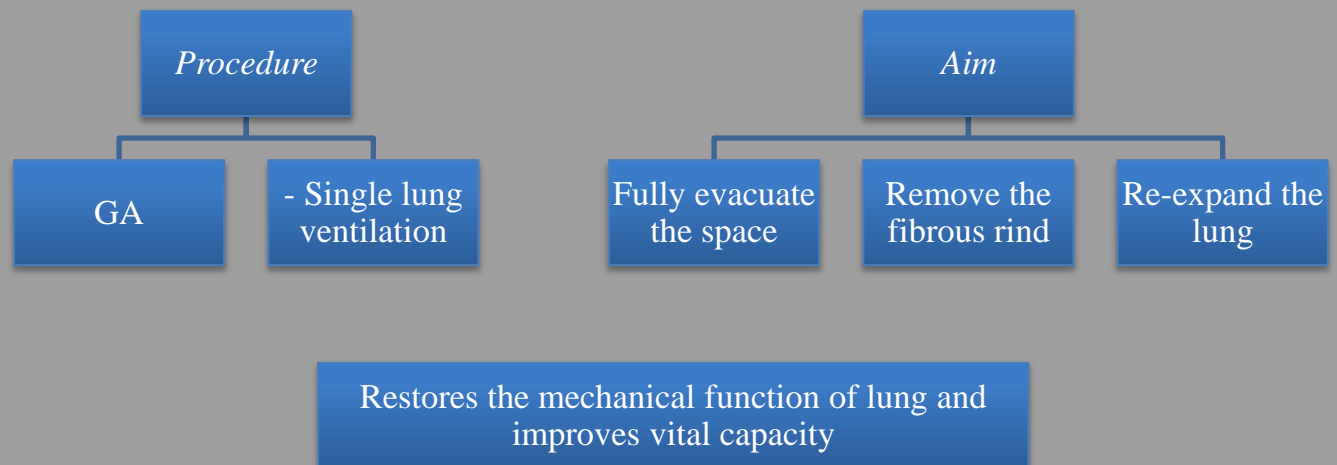 Procedure
GA
- Single lung
ventilation
Aim
Fully evacuate
the space
Remove the
fibrous rind
Re-expand the
lung
Restores the mechanical function of lung and
improves vital capacity